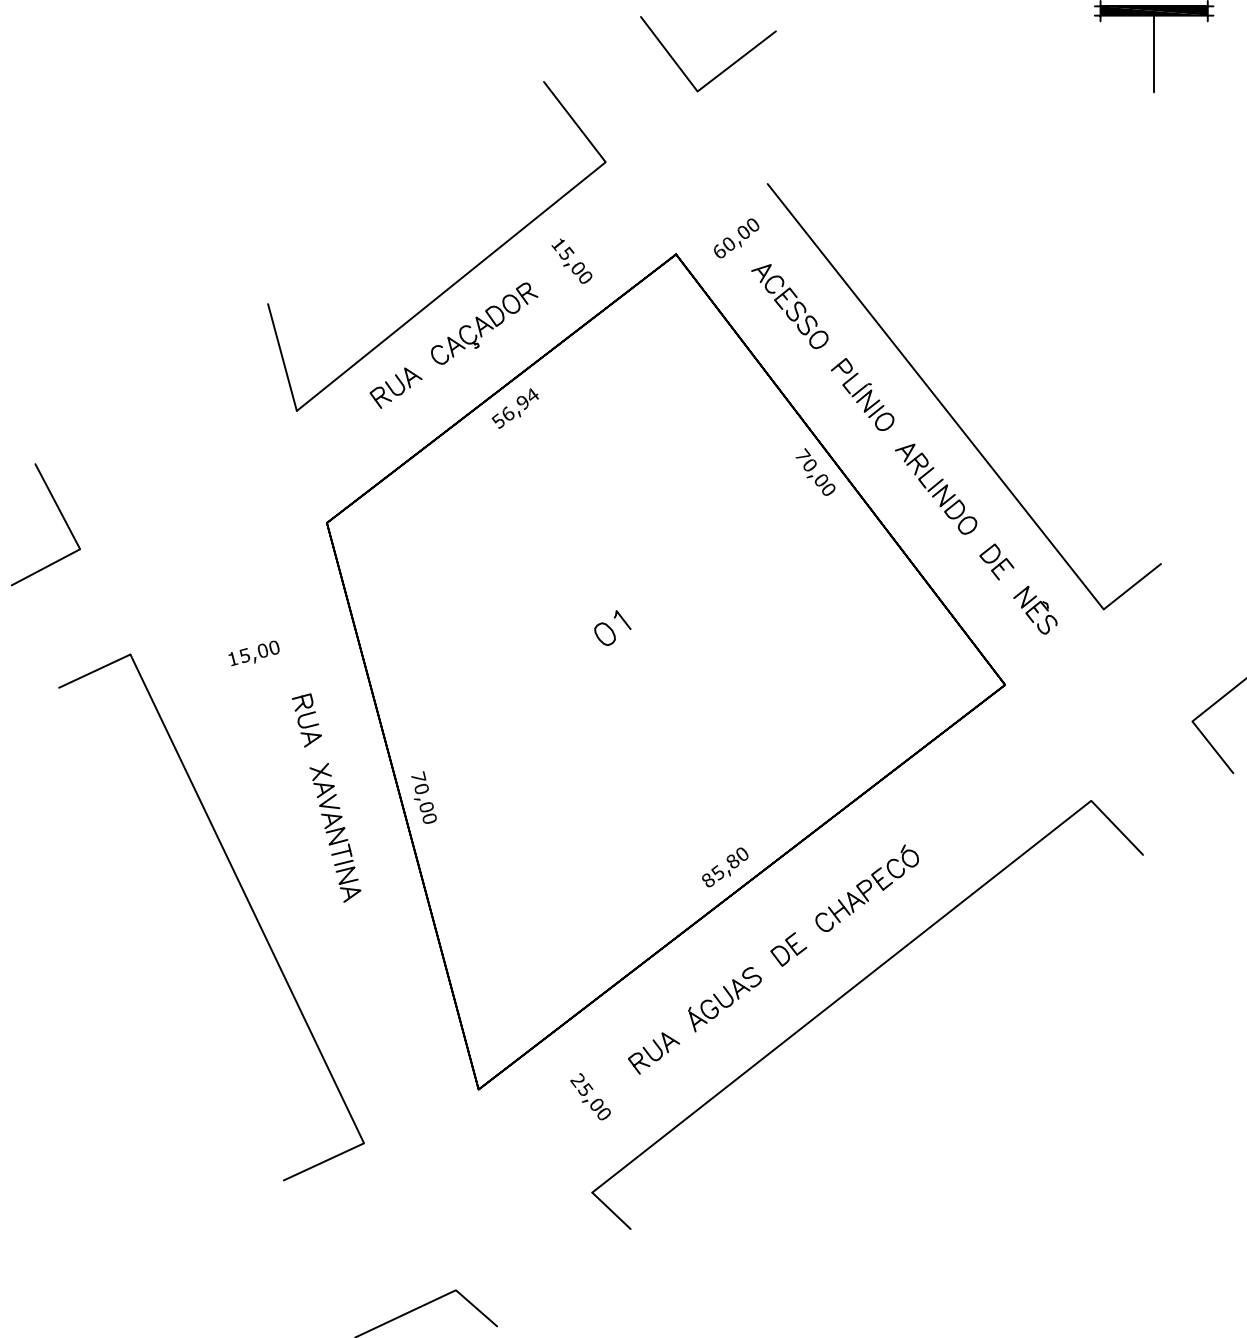 60,00
ACESSO PLÍNIO ARLINDO DE NÊS
15,00
RUA CAÇADOR
56,94
70,00
01
15,00
RUA XAVANTINA
70,00
85,80
RUA ÁGUAS DE CHAPECÓ
25,00